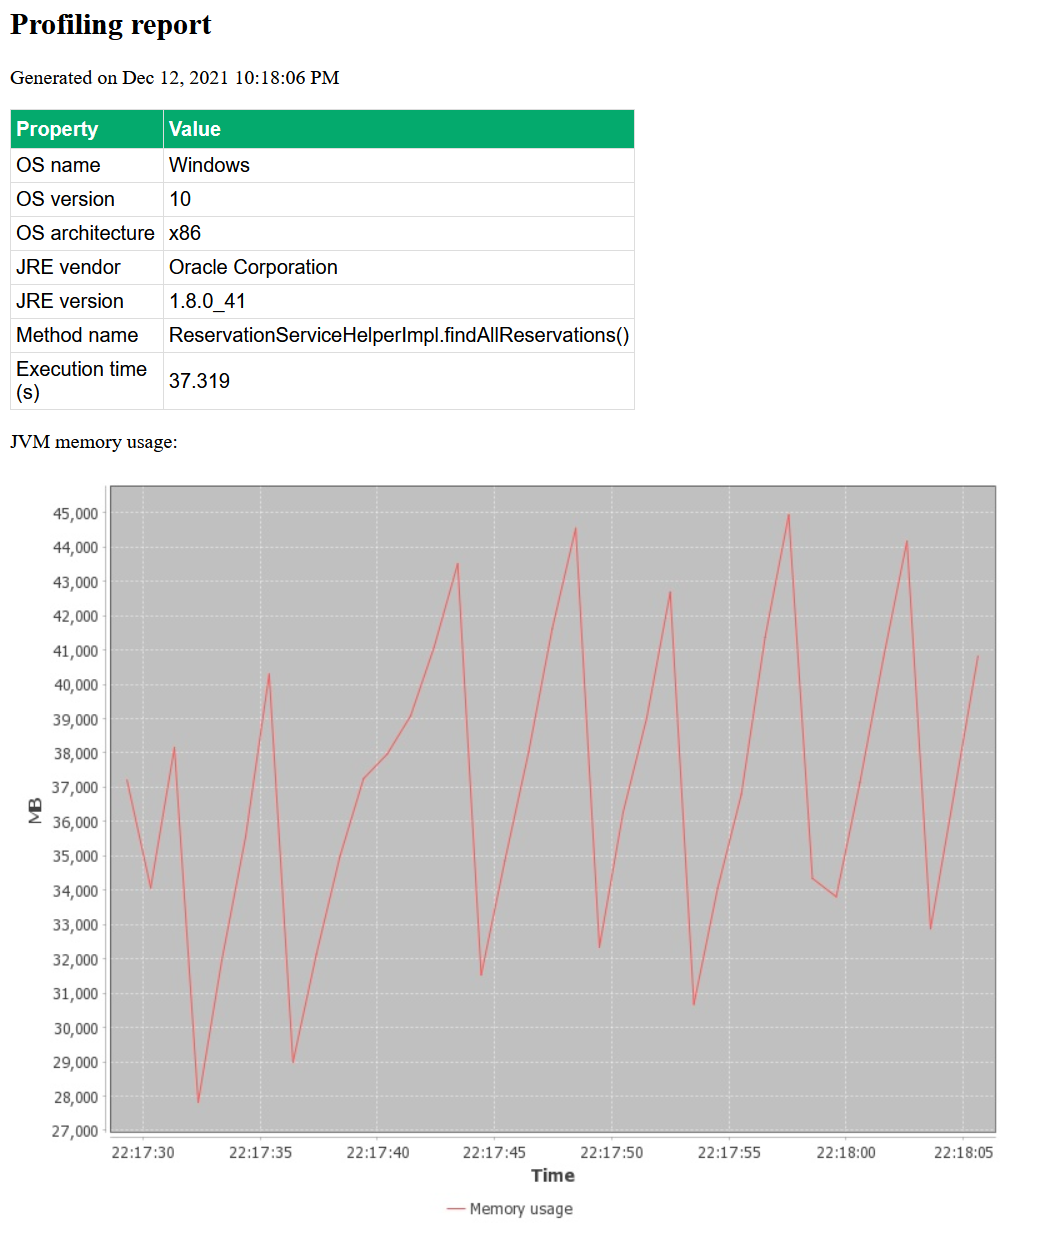 Profiling report
Generated on Dec 12, 2021 10:18:06 PM
Property Value
OS name Windows
OS version 10
OS architecture x86
JRE vendor Oracle Corporation
JRE version 1.8.0_41
Method name ReservationServiceHelperImpl.findAllReservations()
Execution time
(s) 37.319
JVM memory usage:
45,000
44,000
43,000
42,000
41,000
40,000
39,000
38,000
37,000
36,000
35,000
34,000
33,000
32,000
31,000
30,000
29,000
28,000
27,000
MB
22:17:30 22:17:35 22:17:40 22:17:45 22:17:50 22:17:55 22:18:00 22:18:05
Time
Memory usage